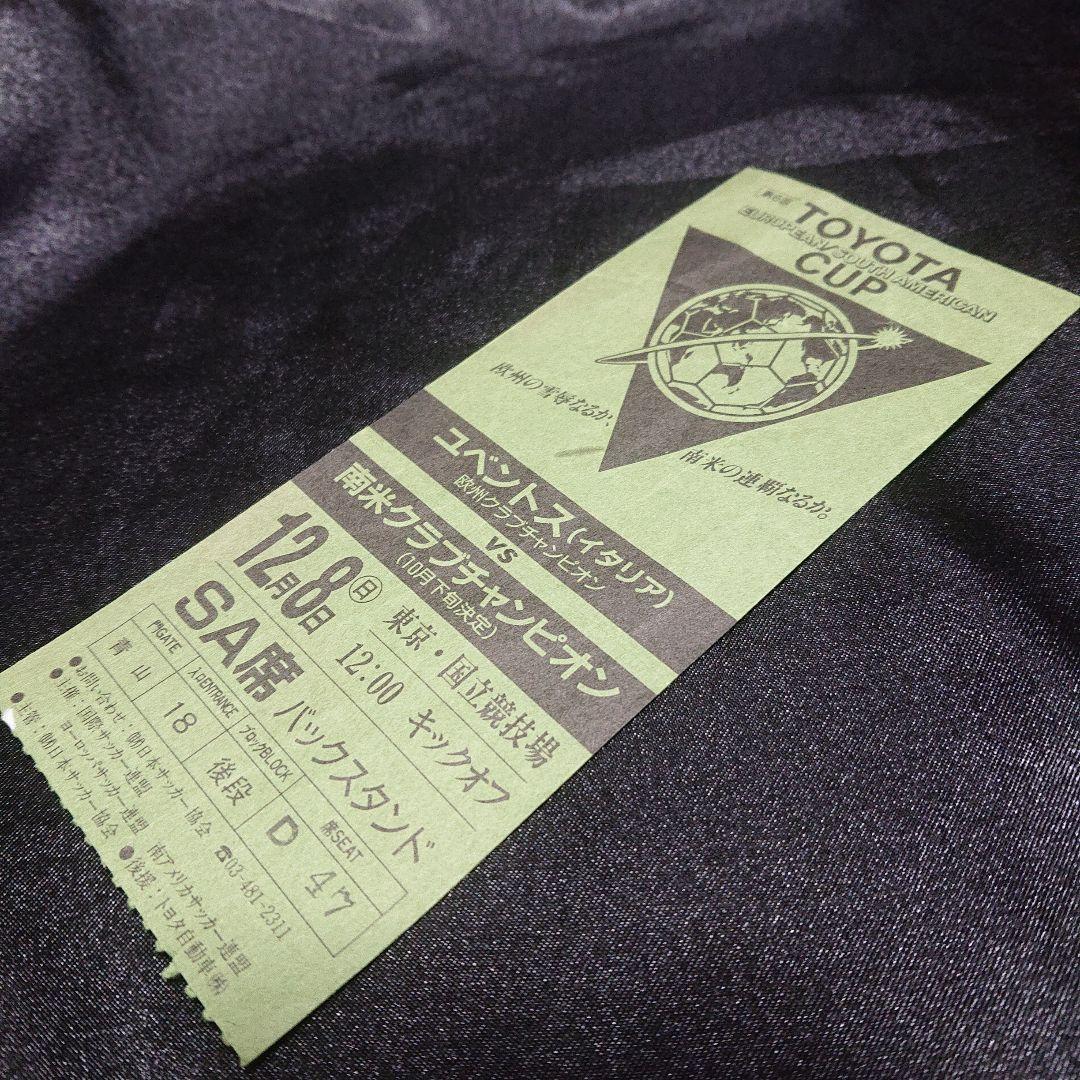 第6回 TOYOTA
EUROPEAN/SOUTH AMERICAN
CUP
欧州の雪辱なるか、
南米の連覇なるか。
ユベントス(イタリア)
欧州クラブチャンピオン
VS
南米クラブチャンピオン
(10月下旬決定)
12月8日㊐ 東京・国立競技場
12:00 キックオフ
SA席 バックスタンド
門GATE 入口ENTRANCE ブロックBLOCK 席SEAT
青山 18 後段 D 47
●お問い合わせ・㈶日本サッカー協会 ☎03-481-2311
●主催・国際サッカー連盟
ヨーロッパサッカー連盟 南アメリカサッカー連盟
●主管・㈶日本サッカー協会 ●後援・トヨタ自動車㈱